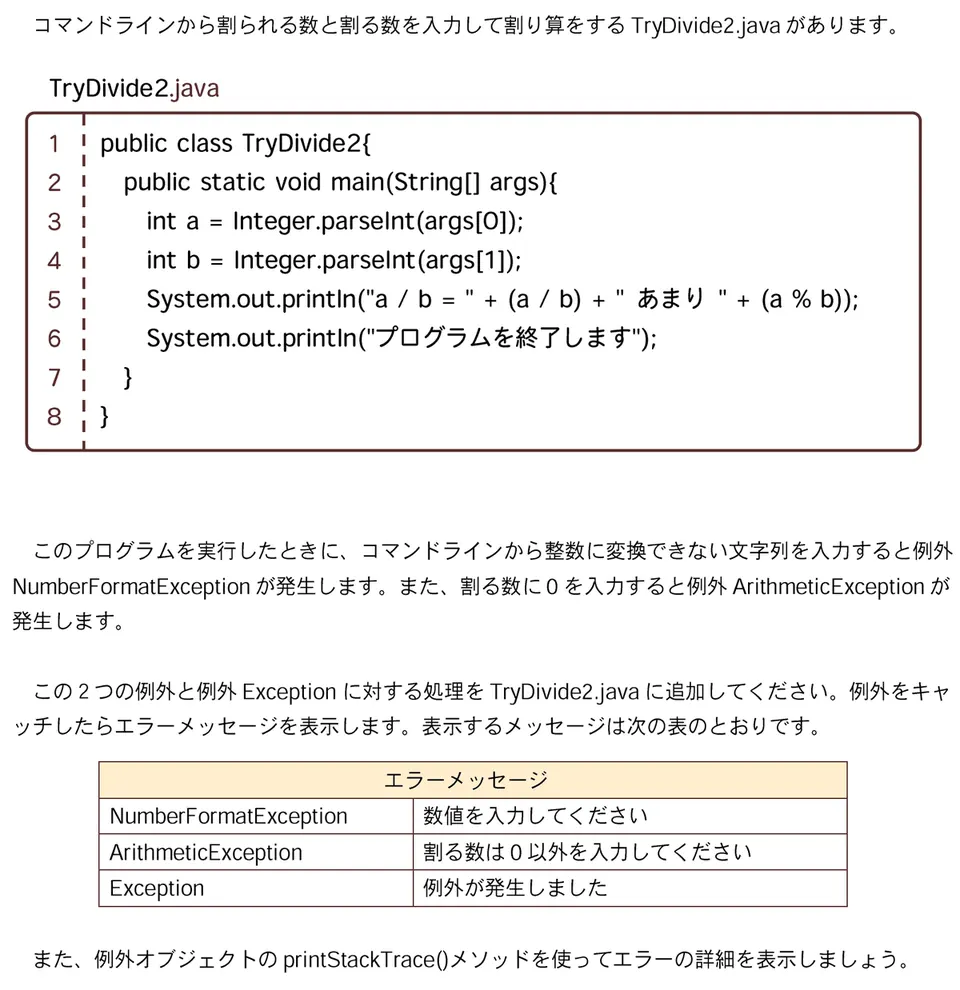 コマンドラインから割られる数と割る数を入力して割り算をする TryDivide2.java があります。
TryDivide2.java
1 public class TryDivide2{
2 public static void main(String[] args){
3 int a = Integer.parseInt(args[0]);
4 int b = Integer.parseInt(args[1]);
5 System.out.println("a / b = " + (a / b) + " あまり " + (a % b));
6 System.out.println("プログラムを終了します");
7 }
8 }
このプログラムを実行したときに、コマンドラインから整数に変換できない文字列を入力すると例外
NumberFormatException が発生します。また、割る数に 0 を入力すると例外 ArithmeticException が
発生します。
この 2 つの例外と例外 Exception に対する処理を TryDivide2.java に追加してください。例外をキャ
ッチしたらエラーメッセージを表示します。表示するメッセージは次の表のとおりです。
エラーメッセージ
NumberFormatException 数値を入力してください
ArithmeticException 割る数は 0 以外を入力してください
Exception 例外が発生しました
また、例外オブジェクトの printStackTrace()メソッドを使ってエラーの詳細を表示しましょう。